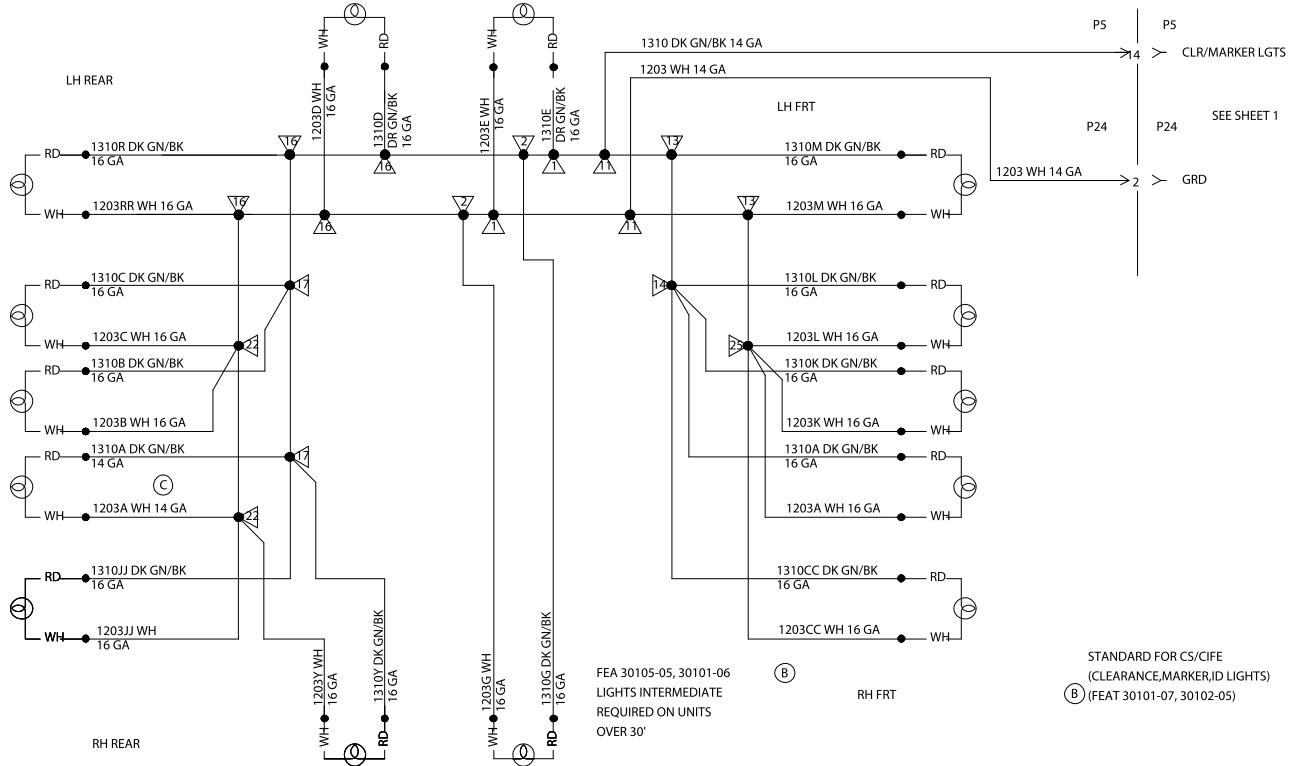 P5 P5
1310 DK GN/BK 14 GA
14
CLR/MARKER LGTS
1203 WH 14 GA
LH REAR
LH FRT
SEE SHEET 1
P24 P24
1203 WH 14 GA
2
GRD
WH
RD
1203D WH
16 GA
1310D
DR GN/BK
16 GA
WH
RD
1203E WH
16 GA
1310E
DR GN/BK
16 GA
RD
1310R DK GN/BK
16 GA
16
16
2
1
11
13
1310M DK GN/BK
16 GA
RD
WH
1203RR WH 16 GA
16
16
2
1
11
13
1203M WH 16 GA
WH
RD
1310C DK GN/BK
16 GA
17
14
1310L DK GN/BK
16 GA
RD
WH
1203C WH 16 GA
22
25
1203L WH 16 GA
WH
RD
1310B DK GN/BK
16 GA
1310K DK GN/BK
16 GA
RD
WH
1203B WH 16 GA
1203K WH 16 GA
WH
RD
1310A DK GN/BK
14 GA
17
1310A DK GN/BK
16 GA
RD
C
WH
1203A WH 14 GA
22
1203A WH 16 GA
WH
RD
1310JJ DK GN/BK
16 GA
1310CC DK GN/BK
16 GA
RD
WH
1203JJ WH
16 GA
1203CC WH 16 GA
WH
1203Y WH
16 GA
1310Y DK GN/BK
16 GA
1203G WH
16 GA
1310G DK GN/BK
16 GA
WH
RD
WH
RD
FEA 30105-05, 30101-06
LIGHTS INTERMEDIATE
REQUIRED ON UNITS
OVER 30'
B
RH FRT
STANDARD FOR CS/CIFE
(CLEARANCE,MARKER,ID LIGHTS)
B (FEAT 30101-07, 30102-05)
RH REAR